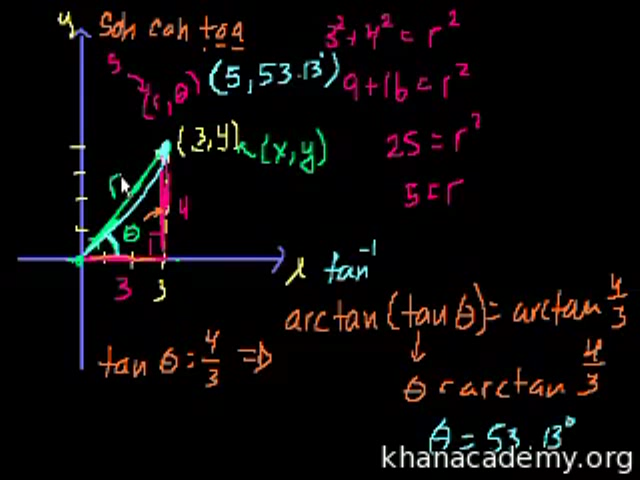 y
Soh cah toa
3² + 4² = r²
5
(r, θ)
(5, 53.13°)
9 + 16 = r²
(3, 4)
(x, y)
25 = r²
r
5 = r
θ
4
3
3
x
tan⁻¹
arctan(tan θ) = arctan 4/3
tan θ = 4/3 ⇒
θ = arctan 4/3
θ = 53.13°
khanacademy.org